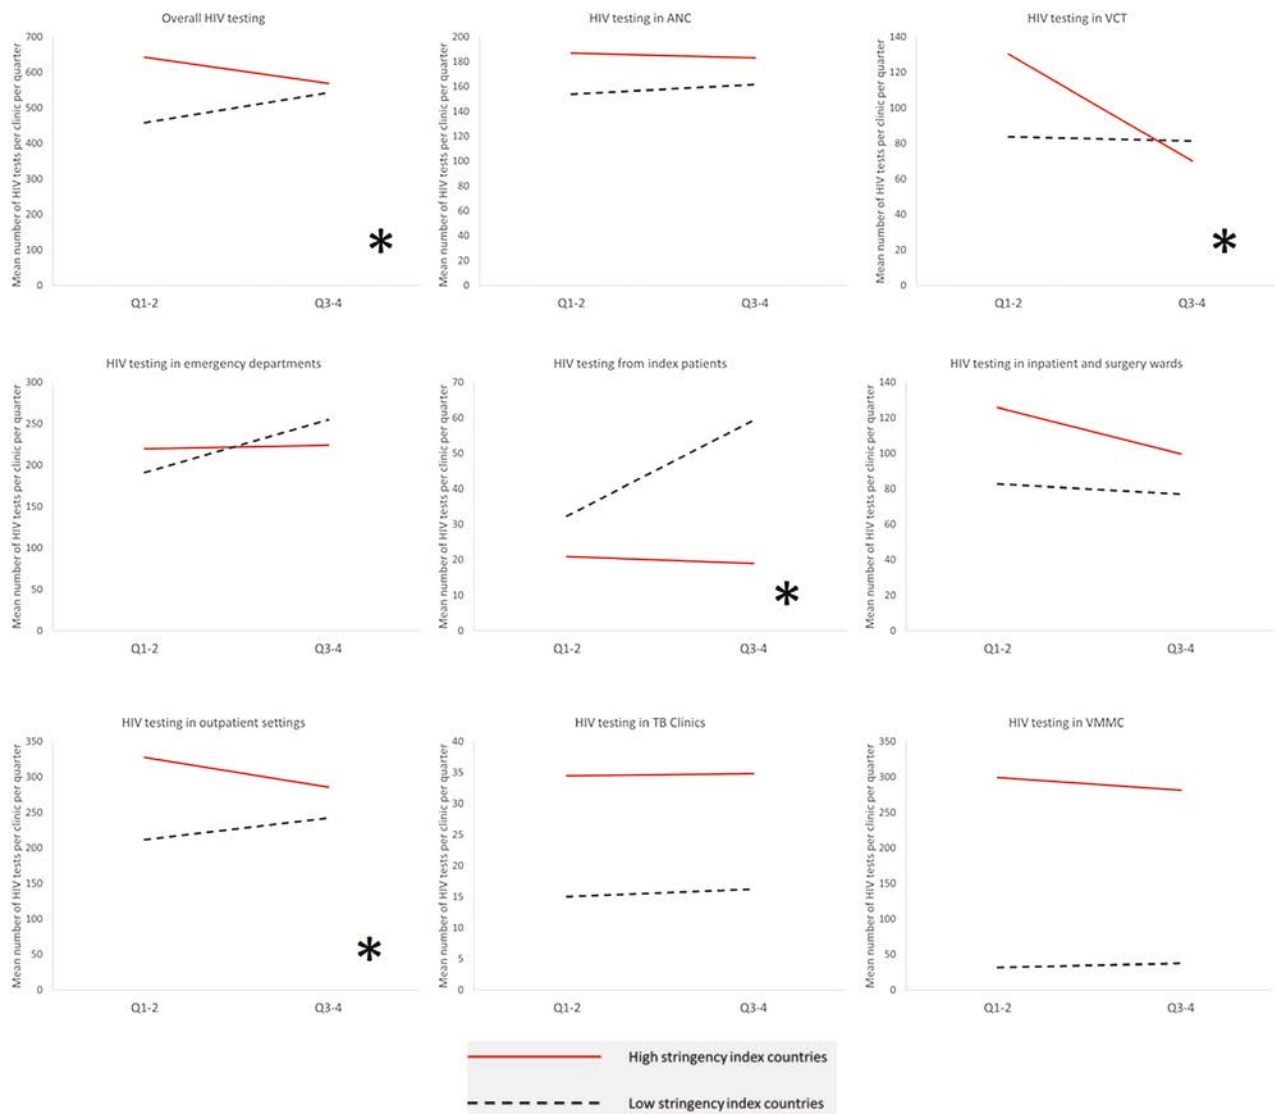 Overall HIV testing
Mean number of HIV tests per clinic per quarter
700
600
500
400
300
200
100
0
Q1-2 Q3-4
*
HIV testing in ANC
Mean number of HIV tests per clinic per quarter
200
180
160
140
120
100
80
60
40
20
0
Q1-2 Q3-4
HIV testing in VCT
Mean number of HIV tests per clinic per quarter
140
120
100
80
60
40
20
0
Q1-2 Q3-4
*
HIV testing in emergency departments
Mean number of HIV tests per clinic per quarter
300
250
200
150
100
50
0
Q1-2 Q3-4
HIV testing from index patients
Mean number of HIV tests per clinic per quarter
70
60
50
40
30
20
10
0
Q1-2 Q3-4
*
HIV testing in inpatient and surgery wards
Mean number of HIV tests per clinic per quarter
140
120
100
80
60
40
20
0
Q1-2 Q3-4
HIV testing in outpatient settings
Mean number of HIV tests per clinic per quarter
350
300
250
200
150
100
50
0
Q1-2 Q3-4
*
HIV testing in TB Clinics
Mean number of HIV tests per clinic per quarter
40
35
30
25
20
15
10
5
0
Q1-2 Q3-4
HIV testing in VMMC
Mean number of HIV tests per clinic per quarter
350
300
250
200
150
100
50
0
Q1-2 Q3-4
High stringency index countries
Low stringency index countries